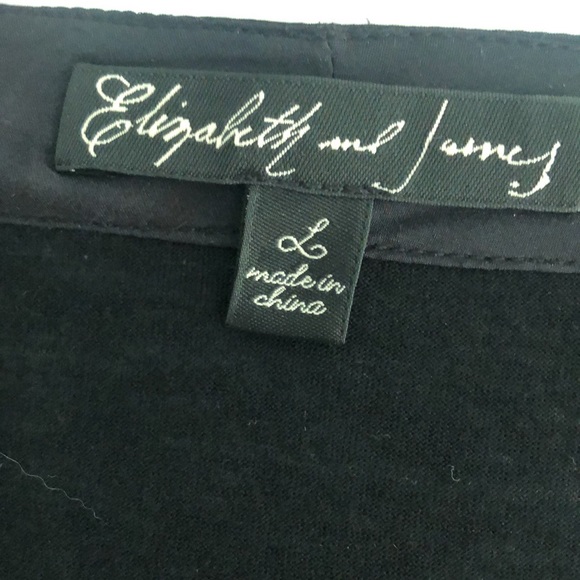 Elizabeth and James
L
made in
china